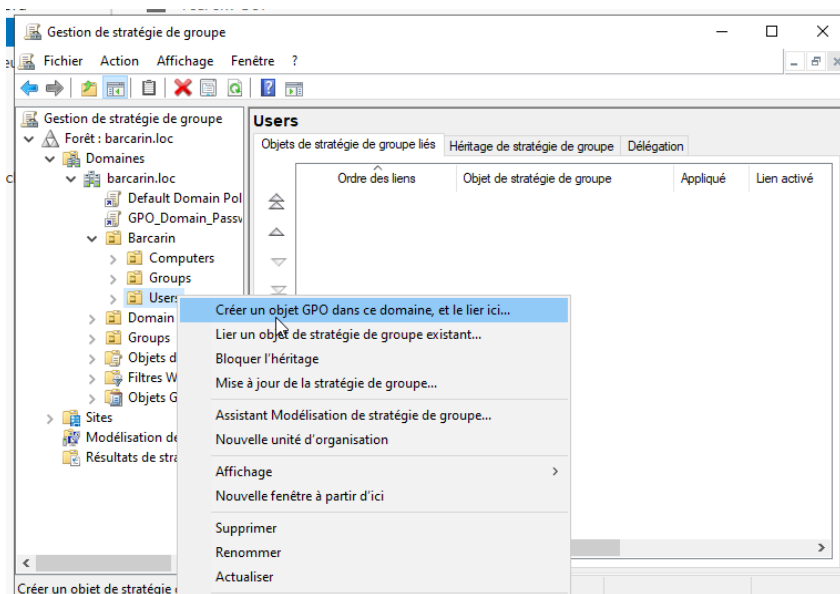 Gestion de stratégie de groupe
Fichier Action Affichage Fenêtre ?
Gestion de stratégie de groupe
Forêt : barcarin.loc
Domaines
barcarin.loc
Default Domain Pol
GPO_Domain_Passw
Barcarin
Computers
Groups
Users
Domain
Groups
Objets d
Filtres W
Objets G
Sites
Modélisation de
Résultats de stra
Users
Objets de stratégie de groupe liés Héritage de stratégie de groupe Délégation
Ordre des liens Objet de stratégie de groupe Appliqué Lien activé
Créer un objet GPO dans ce domaine, et le lier ici...
Lier un objet de stratégie de groupe existant...
Bloquer l'héritage
Mise à jour de la stratégie de groupe...
Assistant Modélisation de stratégie de groupe...
Nouvelle unité d'organisation
Affichage
Nouvelle fenêtre à partir d'ici
Supprimer
Renommer
Actualiser
Créer un objet de stratégie